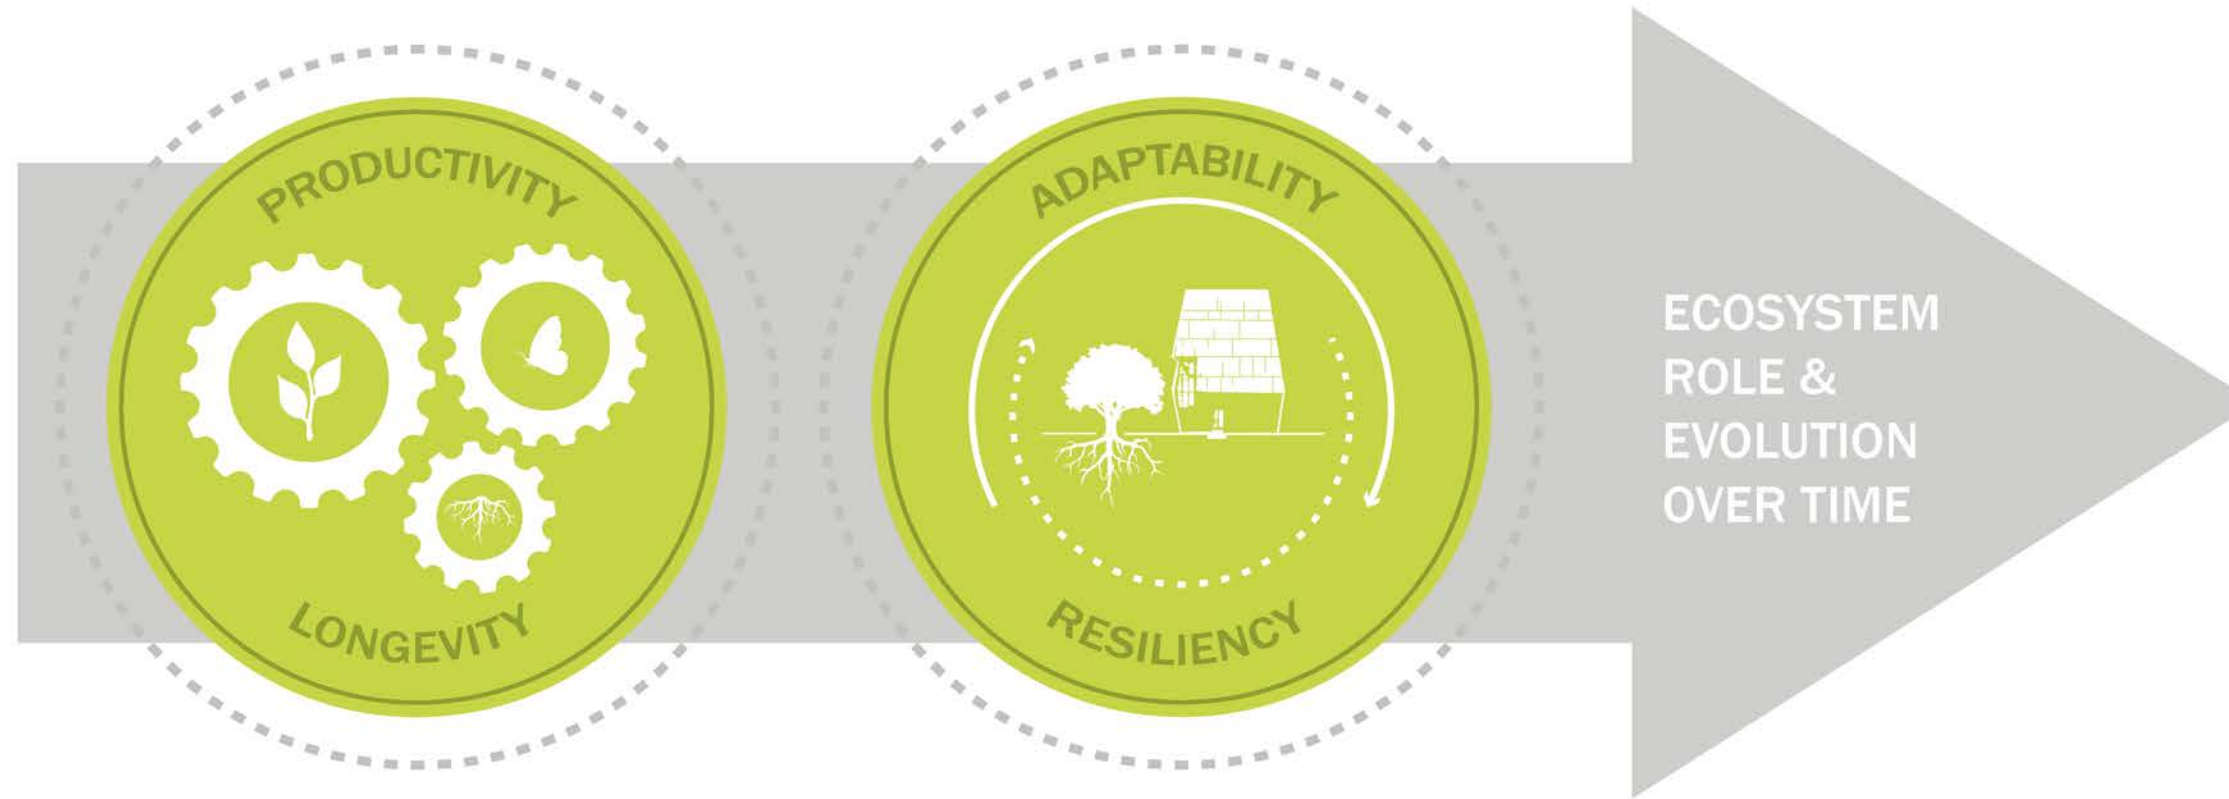 PRODUCTIVITY
LONGEVITY
ADAPTABILITY
RESILIENCY
ECOSYSTEM
ROLE &
EVOLUTION
OVER TIME